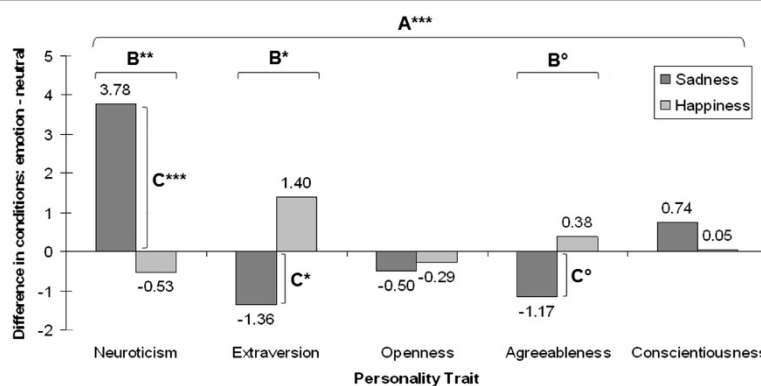 A***
B**
B*
B°
Difference in conditions: emotion - neutral
5
4
3
2
1
0
-1
-2
Sadness
Happiness
3.78
C***
-0.53
1.40
C*
-1.36
-0.50
-0.29
0.38
C°
-1.17
0.74
0.05
Neuroticism
Extraversion
Openness
Agreeableness
Conscientiousness
Personality Trait